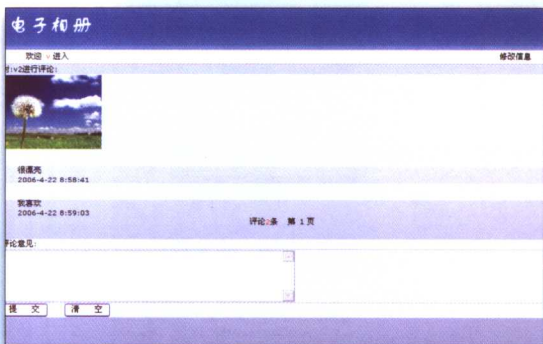 电子相册
欢迎 v 进入 修改信息
对:v2进行评论:
很漂亮
2006-4-22 8:58:41
我喜欢
2006-4-22 8:59:03
评论2条 第 1 页
评论意见:
提 交 清 空